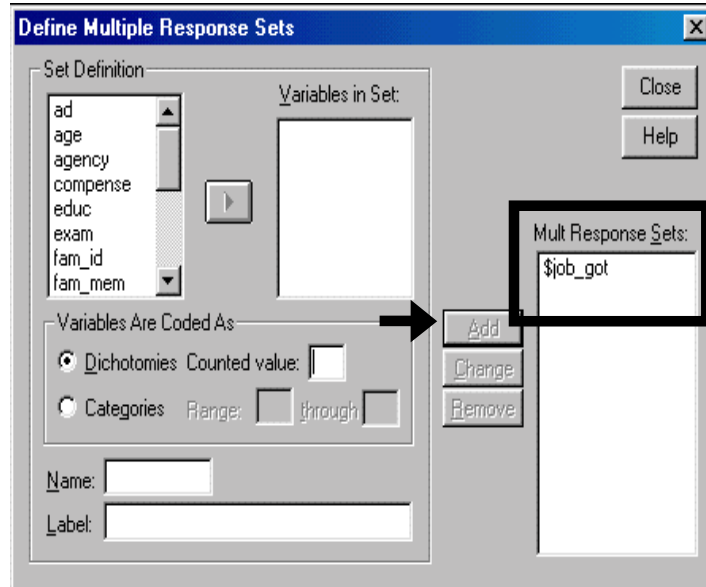 Define Multiple Response Sets
Set Definition
ad
age
agency
compense
educ
exam
fam_id
fam_mem
Variables in Set:
Close
Help
Mult Response Sets:
$job_got
Variables Are Coded As
Dichotomies Counted value:
Categories Range: through
Add
Change
Remove
Name:
Label: